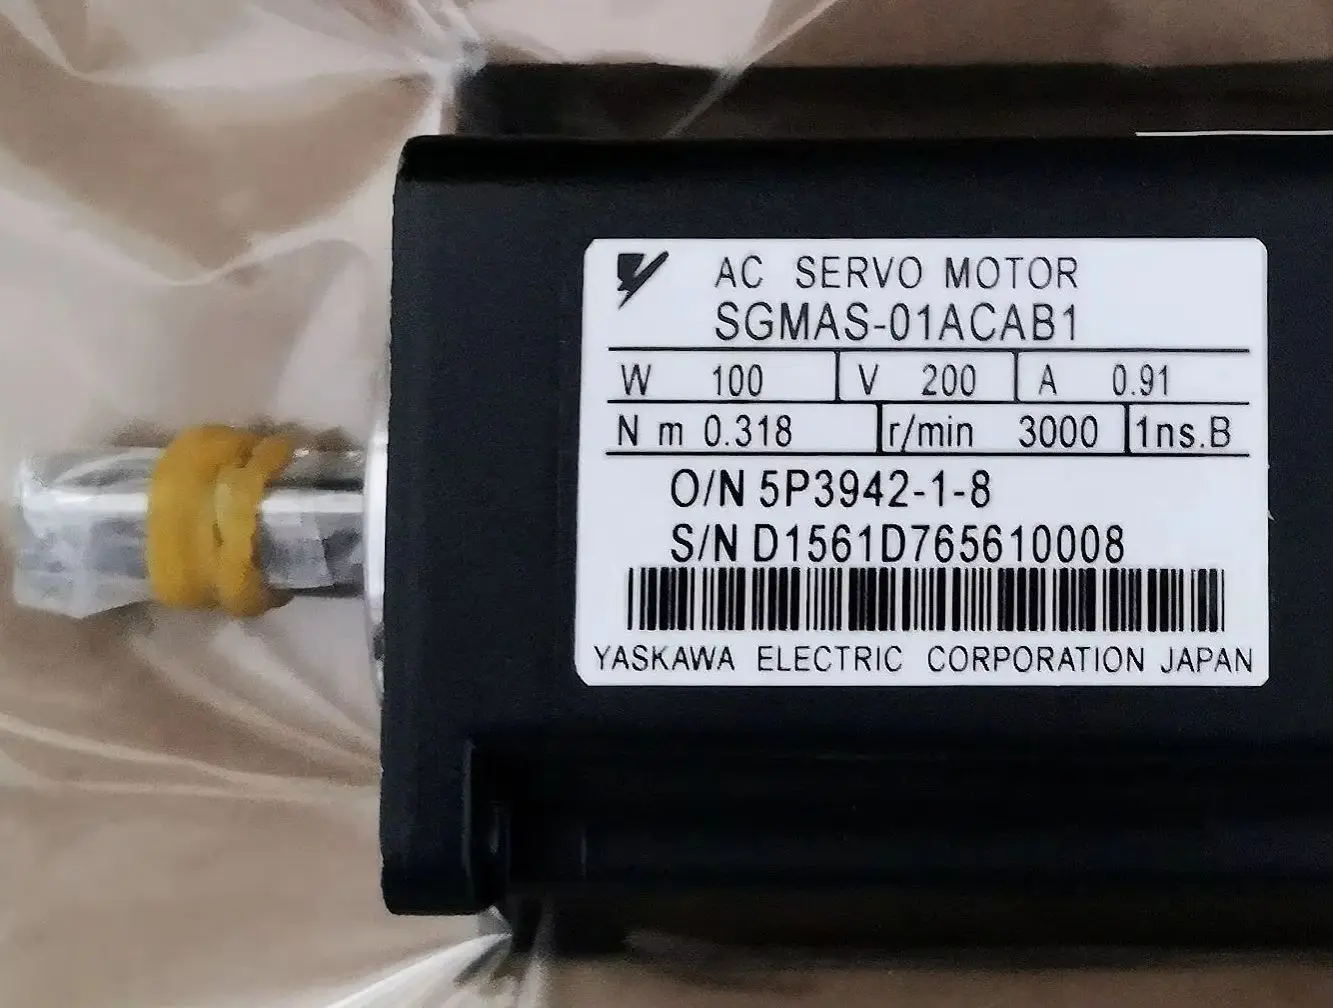 AC SERVO MOTOR
SGMAS-01ACAB1
W 100 V 200 A 0.91
N m 0.318 r/min 3000 1ns.B
O/N 5P3942-1-8
S/N D1561D765610008
YASKAWA ELECTRIC CORPORATION JAPAN